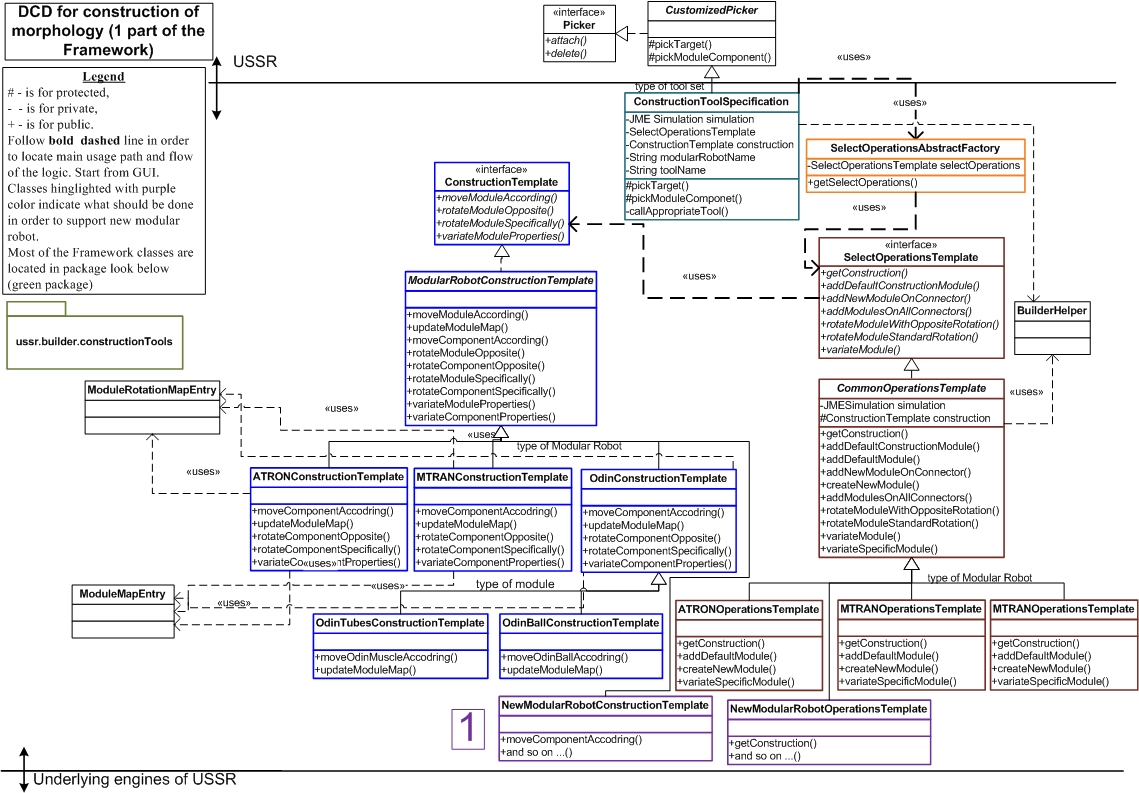 DCD for construction of
morphology (1 part of the
Framework)
USSR
Legend
# - is for protected,
- - is for private,
+ - is for public.
Follow bold dashed line in order
to locate main usage path and flow
of the logic. Start from GUI.
Classes hinglighted with purple
color indicate what should be done
in order to support new modular
robot.
Most of the Framework classes are
located in package look below
(green package)
ussr.builder.constructionTools
«interface»
Picker
+attach()
+delete()
CustomizedPicker
#pickTarget()
#pickModuleComponent()
type of tool set
«uses»
ConstructionToolSpecification
-JME Simulation simulation
-SelectOperationsTemplate
-ConstructionTemplate construction
-String modularRobotName
-String toolName
#pickTarget()
#pickModuleComponet()
-callAppropriateTool()
«uses»
SelectOperationsAbstractFactory
-SelectOperationsTemplate selectOperations
+getSelectOperations()
«uses»
«interface»
ConstructionTemplate
+moveModuleAccording()
+rotateModuleOpposite()
+rotateModuleSpecifically()
+variateModuleProperties()
«uses»
«interface»
SelectOperationsTemplate
+getConstruction()
+addDefaultConstructionModule()
+addNewModuleOnConnector()
+addModulesOnAllConnectors()
+rotateModuleWithOppositeRotation()
+rotateModuleStandardRotation()
+variateModule()
BuilderHelper
ModularRobotConstructionTemplate
+moveModuleAccording()
+updateModuleMap()
+moveComponentAccording()
+rotateModuleOpposite()
+rotateComponentOpposite()
+rotateModuleSpecifically()
+rotateComponentSpecifically()
+variateModuleProperties()
+variateComponentProperties()
CommonOperationsTemplate
-JMESimulation simulation
#ConstructionTemplate construction
+getConstruction()
+addDefaultConstructionModule()
+addDefaultModule()
+addNewModuleOnConnector()
+createNewModule()
+addModulesOnAllConnectors()
+rotateModuleWithOppositeRotation()
+rotateModuleStandardRotation()
+variateModule()
+variateSpecificModule()
«uses»
ModuleRotationMapEntry
«uses»
«uses»
«uses»
type of Modular Robot
ATRONConstructionTemplate
+moveComponentAccodring()
+updateModuleMap()
+rotateComponentOpposite()
+rotateComponentSpecifically()
+variateCo«uses»ntProperties()
MTRANConstructionTemplate
+moveComponentAccodring()
+updateModuleMap()
+rotateComponentOpposite()
+rotateComponentSpecifically()
+variateComponentProperties()
OdinConstructionTemplate
+moveComponentAccodring()
+updateModuleMap()
+rotateComponentOpposite()
+rotateComponentSpecifically()
+variateComponentProperties()
ModuleMapEntry
«uses»
«uses»
type of module
OdinTubesConstructionTemplate
+moveOdinMuscleAccodring()
+updateModuleMap()
OdinBallConstructionTemplate
+moveOdinBallAccodring()
+updateModuleMap()
type of Modular Robot
ATRONOperationsTemplate
+getConstruction()
+addDefaultModule()
+createNewModule()
+variateSpecificModule()
MTRANOperationsTemplate
+getConstruction()
+addDefaultModule()
+createNewModule()
+variateSpecificModule()
MTRANOperationsTemplate
+getConstruction()
+addDefaultModule()
+createNewModule()
+variateSpecificModule()
1
NewModularRobotConstructionTemplate
+moveComponentAccodring()
+and so on ...()
NewModularRobotOperationsTemplate
+getConstruction()
+and so on ...()
Underlying engines of USSR